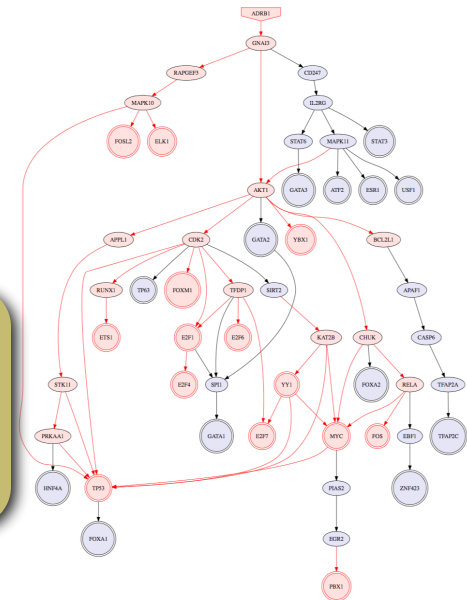 ADRB1
GNAI3
RAPGEF3
CD247
MAPK10
IL2RG
FOSL2
ELK1
STAT6
MAPK11
STAT3
GATA3
ATF2
ESR1
USF1
AKT1
APPL1
CDK2
GATA2
YBX1
BCL2L1
RUNX1
TP63
FOXM1
TFDP1
SIRT2
APAF1
ETS1
E2F1
E2F6
KAT2B
CHUK
CASP6
STK11
E2F4
SPI1
YY1
FOXA2
RELA
TFAP2A
PRKAA1
GATA1
E2F7
MYC
FOS
EBF1
TFAP2C
HNF4A
TP53
PIAS2
ZNF423
FOXA1
EGR2
PBX1